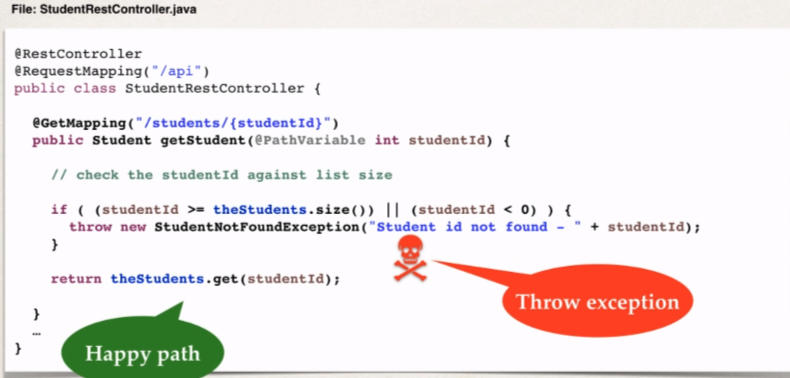 File: StudentRestController.java
@RestController
@RequestMapping("/api")
public class StudentRestController {
@GetMapping("/students/{studentId}")
public Student getStudent(@PathVariable int studentId) {
// check the studentId against list size
if ( (studentId >= theStudents.size()) || (studentId < 0) ) {
throw new StudentNotFoundException("Student id not found - " + studentId);
}
return theStudents.get(studentId);
Throw exception
}
…
}
Happy path